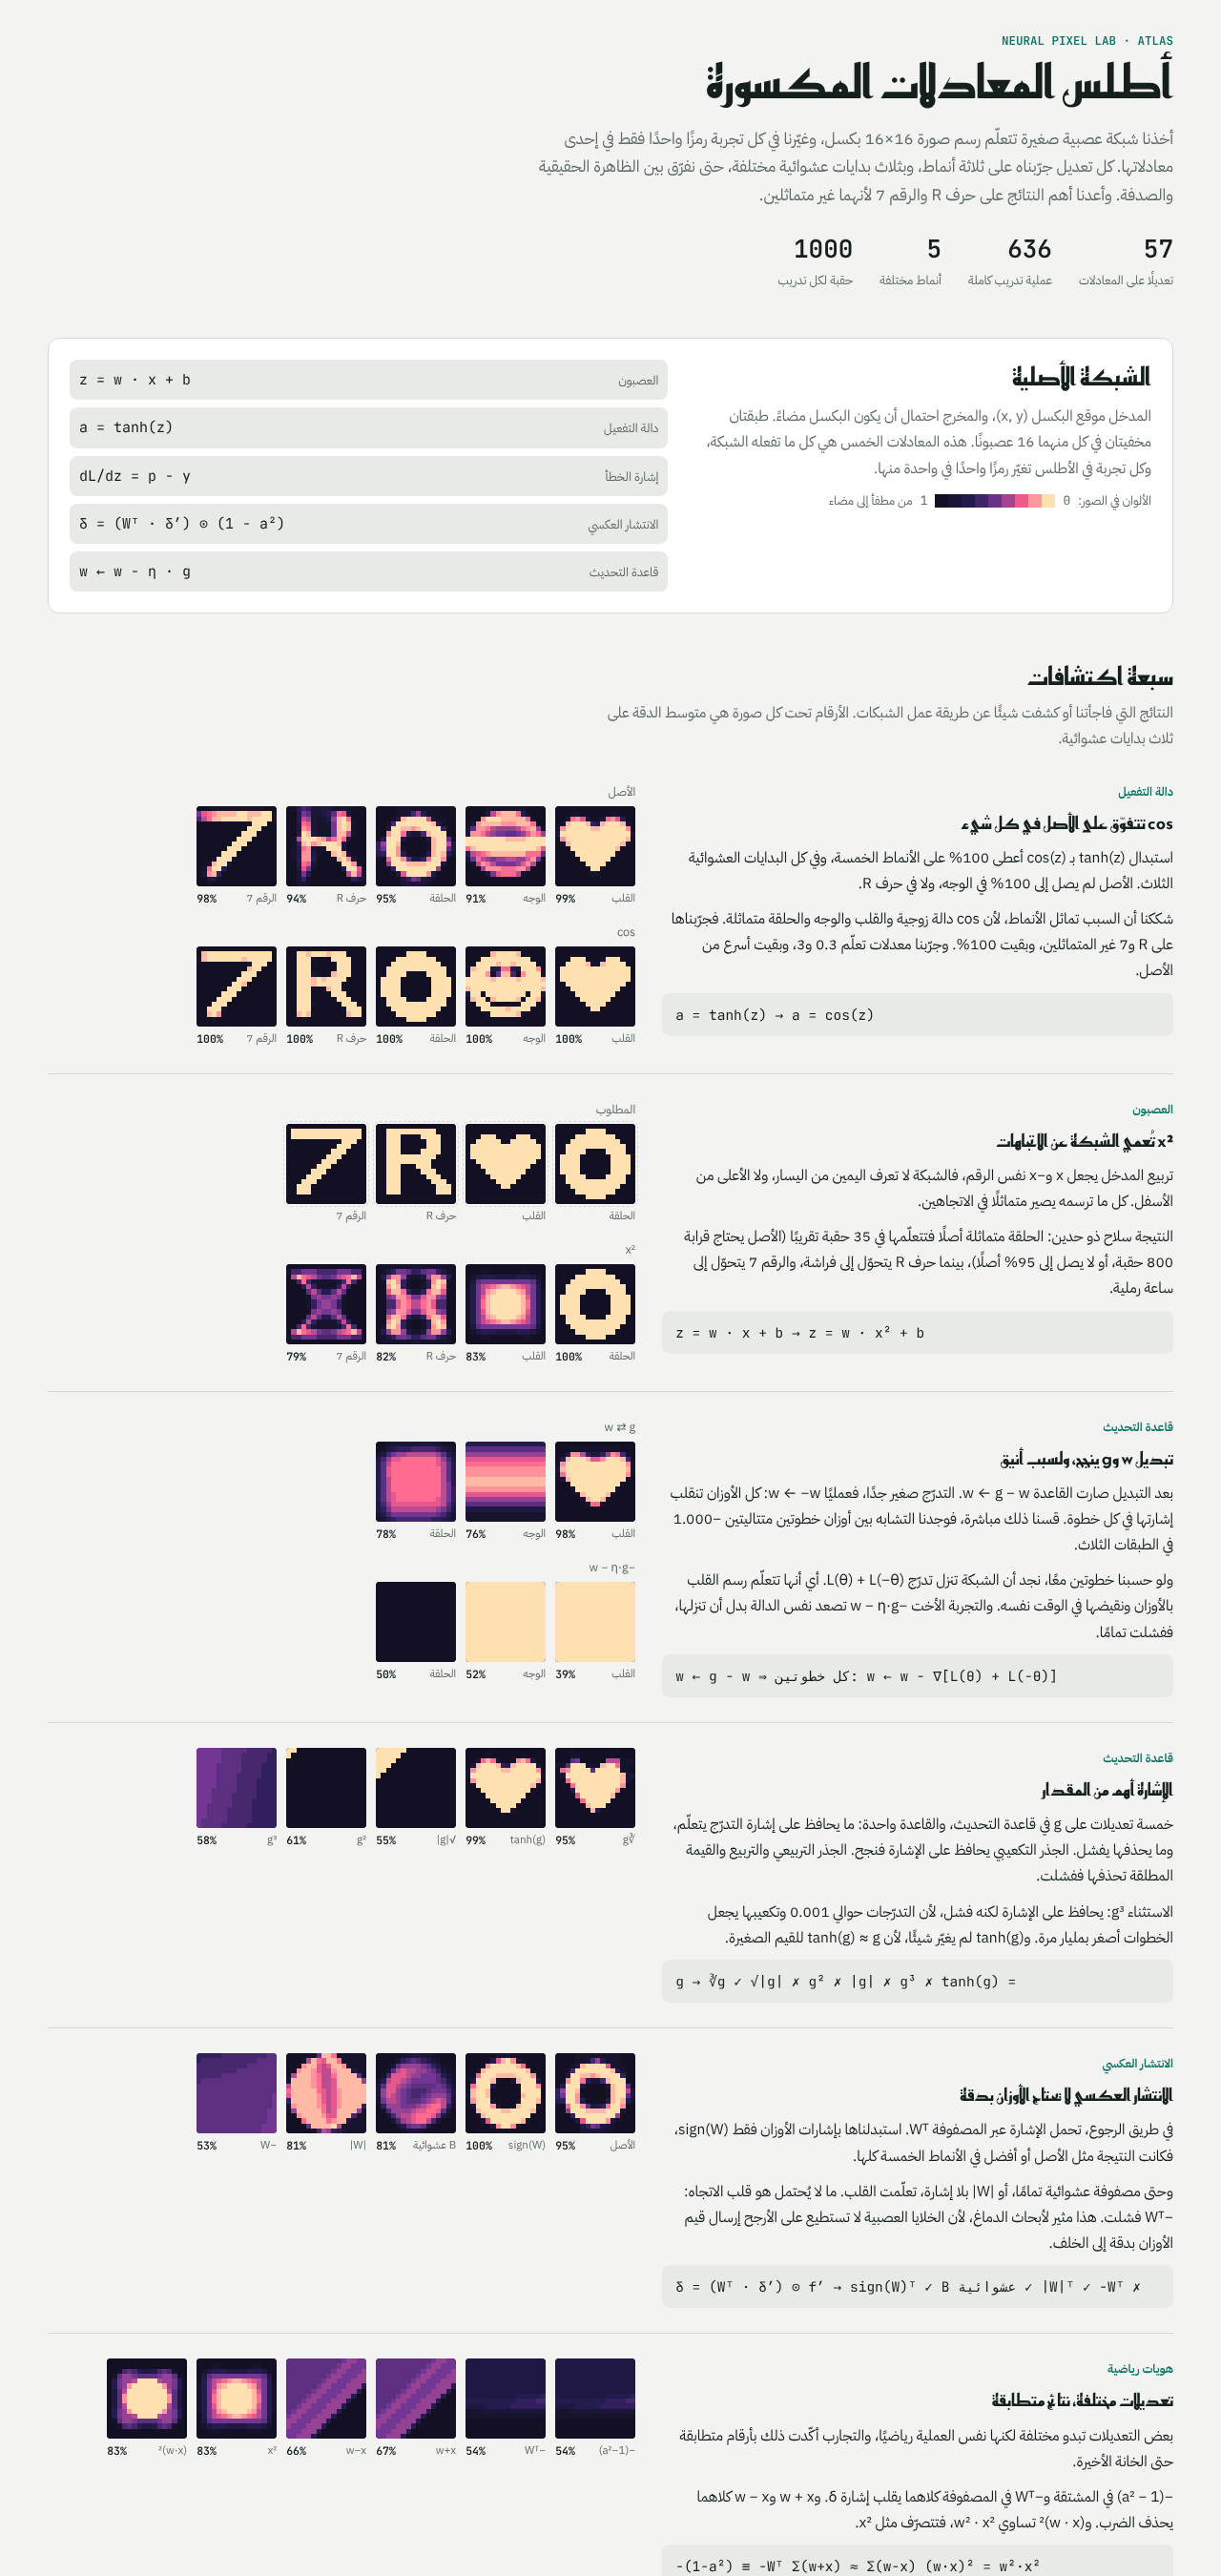 NEURAL PIXEL LAB · ATLAS
أطلس المعادلات المكسورة
أخذنا شبكة عصبية صغيرة تتعلّم رسم صورة 16×16 بكسل، وغيّرنا في كل تجربة رمزًا واحدًا فقط في إحدى
معادلاتها. كل تعديل جرّبناه على ثلاثة أنماط، وبثلاث بدايات عشوائية مختلفة، حتى نفرّق بين الظاهرة الحقيقية
والصدفة. وأعدنا أهم النتائج على حرف R والرقم 7 لأنهما غير متماثلين.
57 636 5 1000
تعديلًا على المعادلات عملية تدريب كاملة أنماط مختلفة حقبة لكل تدريب
الشبكة الأصلية
المدخل موقع البكسل (x, y)، والمخرج احتمال أن يكون البكسل مضاءً. طبقتان
مخفيتان في كل منهما 16 عصبونًا. هذه المعادلات الخمس هي كل ما تفعله الشبكة،
وكل تجربة في الأطلس تغيّر رمزًا واحدًا في واحدة منها.
الألوان في الصور: 0 1 من مطفأ إلى مضاء
العصبون z = w · x + b
دالة التفعيل a = tanh(z)
إشارة الخطأ dL/dz = p - y
الانتشار العكسي δ = (Wᵀ · δ′) ⊙ (1 - a²)
قاعدة التحديث w ← w - η · g
سبعة اكتشافات
النتائج التي فاجأتنا أو كشفت شيئًا عن طريقة عمل الشبكات. الأرقام تحت كل صورة هي متوسط الدقة على
ثلاث بدايات عشوائية.
دالة التفعيل
cos تتفوّق على الأصل في كل شيء
استبدال tanh(z) بـ cos(z) أعطى 100% على الأنماط الخمسة، وفي كل البدايات العشوائية
الثلاث. الأصل لم يصل إلى 100% في الوجه، ولا في حرف R.
شككنا أن السبب تماثل الأنماط، لأن cos دالة زوجية والقلب والوجه والحلقة متماثلة. فجرّبناها
على R و7 غير المتماثلين، وبقيت 100%. وجرّبنا معدلات تعلّم 0.3 و3، وبقيت أسرع من
الأصل.
a = tanh(z) → a = cos(z)
الأصل
القلب 99% الوجه 91% الحلقة 95% حرف R 94% الرقم 7 98%
cos
القلب 100% الوجه 100% الحلقة 100% حرف R 100% الرقم 7 100%
العصبون
x² تُعمي الشبكة عن الاتجاهات
تربيع المدخل يجعل x و−x نفس الرقم، فالشبكة لا تعرف اليمين من اليسار، ولا الأعلى من
الأسفل. كل ما ترسمه يصير متماثلًا في الاتجاهين.
النتيجة سلاح ذو حدين: الحلقة متماثلة أصلًا فتتعلّمها في 35 حقبة تقريبًا (الأصل يحتاج قرابة
800 حقبة، أو لا يصل إلى 95% أصلًا)، بينما حرف R يتحوّل إلى فراشة، والرقم 7 يتحوّل إلى
ساعة رملية.
z = w · x + b → z = w · x² + b
المطلوب
الحلقة القلب حرف R الرقم 7
x²
الحلقة 100% القلب 83% حرف R 82% الرقم 7 79%
قاعدة التحديث
تبديل w وg ينجح، ولسبب أنيق
بعد التبديل صارت القاعدة w ← g − w. التدرّج صغير جدًا، ففعليًا w ← −w: كل الأوزان تنقلب
إشارتها في كل خطوة. قسنا ذلك مباشرة، فوجدنا التشابه بين أوزان خطوتين متتاليتين −1.000
في الطبقات الثلاث.
ولو حسبنا خطوتين معًا، نجد أن الشبكة تنزل تدرّج L(θ) + L(−θ). أي أنها تتعلّم رسم القلب
بالأوزان ونقيضها في الوقت نفسه. والتجربة الأخت −w − η·g تصعد نفس الدالة بدل أن تنزلها،
ففشلت تمامًا.
w ← g - w ⇒ كل خطوتين: w ← w - ∇[L(θ) + L(-θ)]
w ⇄ g
القلب 98% الوجه 76% الحلقة 78%
−w − η·g
القلب 39% الوجه 52% الحلقة 50%
قاعدة التحديث
الإشارة أهم من المقدار
خمسة تعديلات على g في قاعدة التحديث، والقاعدة واحدة: ما يحافظ على إشارة التدرّج يتعلّم،
وما يحذفها يفشل. الجذر التكعيبي يحافظ على الإشارة فنجح. الجذر التربيعي والتربيع والقيمة
المطلقة تحذفها ففشلت.
الاستثناء g³: يحافظ على الإشارة لكنه فشل، لأن التدرّجات حوالي 0.001 وتكعيبها يجعل
الخطوات أصغر بمليار مرة. وtanh(g) لم يغيّر شيئًا، لأن tanh(g) ≈ g للقيم الصغيرة.
g → ∛g ✓ √|g| ✗ g² ✗ |g| ✗ g³ ✗ tanh(g) =
∛g 95% tanh(g) 99% √|g| 55% g² 61% g³ 58%
الانتشار العكسي
الانتشار العكسي لا يحتاج الأوزان بدقة
في طريق الرجوع، تحمل الإشارة عبر المصفوفة Wᵀ. استبدلناها بإشارات الأوزان فقط sign(W)،
فكانت النتيجة مثل الأصل أو أفضل في الأنماط الخمسة كلها.
وحتى مصفوفة عشوائية تمامًا، أو |W| بلا إشارة، تعلّمت القلب. ما لا يُحتمل هو قلب الاتجاه:
−Wᵀ فشلت. هذا مثير لأبحاث الدماغ، لأن الخلايا العصبية لا تستطيع على الأرجح إرسال قيم
الأوزان بدقة إلى الخلف.
δ = (Wᵀ · δ′) ⊙ f′ → sign(W)ᵀ ✓ B عشوائية ✓ |W|ᵀ ✓ -Wᵀ ✗
الأصل 95% sign(W) 100% B عشوائية 81% |W| 81% −W 53%
هويات رياضية
تعديلات مختلفة، نتائج متطابقة
بعض التعديلات تبدو مختلفة لكنها نفس العملية رياضيًا، والتجارب أكّدت ذلك بأرقام متطابقة
حتى الخانة الأخيرة.
−(1 − a²) في المشتقة و−Wᵀ في المصفوفة كلاهما يقلب إشارة δ. وw + x وw − x كلاهما
يحذف الضرب. و(w · x)² تساوي w² · x²، فتتصرّف مثل x².
-(1-a²) ≡ -Wᵀ Σ(w+x) ≈ Σ(w-x) (w·x)² = w²·x²
−(1−a²) 54% −Wᵀ 54% w+x 67% w−x 66% x² 83% (w·x)² 83%